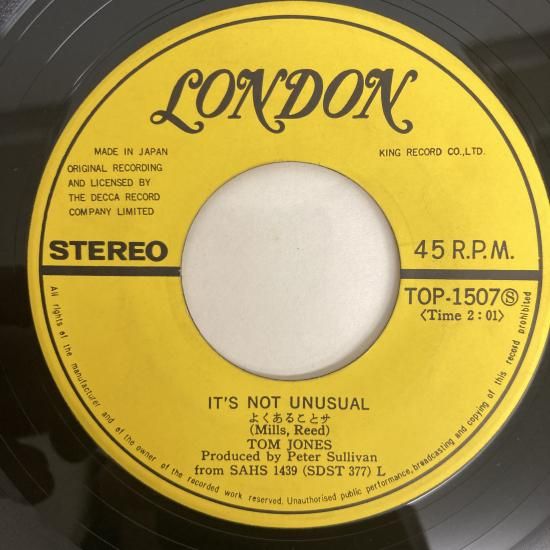 LONDON
MADE IN JAPAN
KING RECORD CO.,LTD.
ORIGINAL RECORDING
AND LICENSED BY
THE DECCA RECORD
COMPANY LIMITED
STEREO
45 R.P.M.
TOP-1507Ⓢ
〈Time 2:01〉
IT'S NOT UNUSUAL
よくあることサ
(Mills, Reed)
TOM JONES
Produced by Peter Sullivan
from SAHS 1439 (SDST 377) L
All rights of the manufacturer and of the owner of the recorded work reserved. Unauthorised public performance, broadcasting and copying of this record prohibited